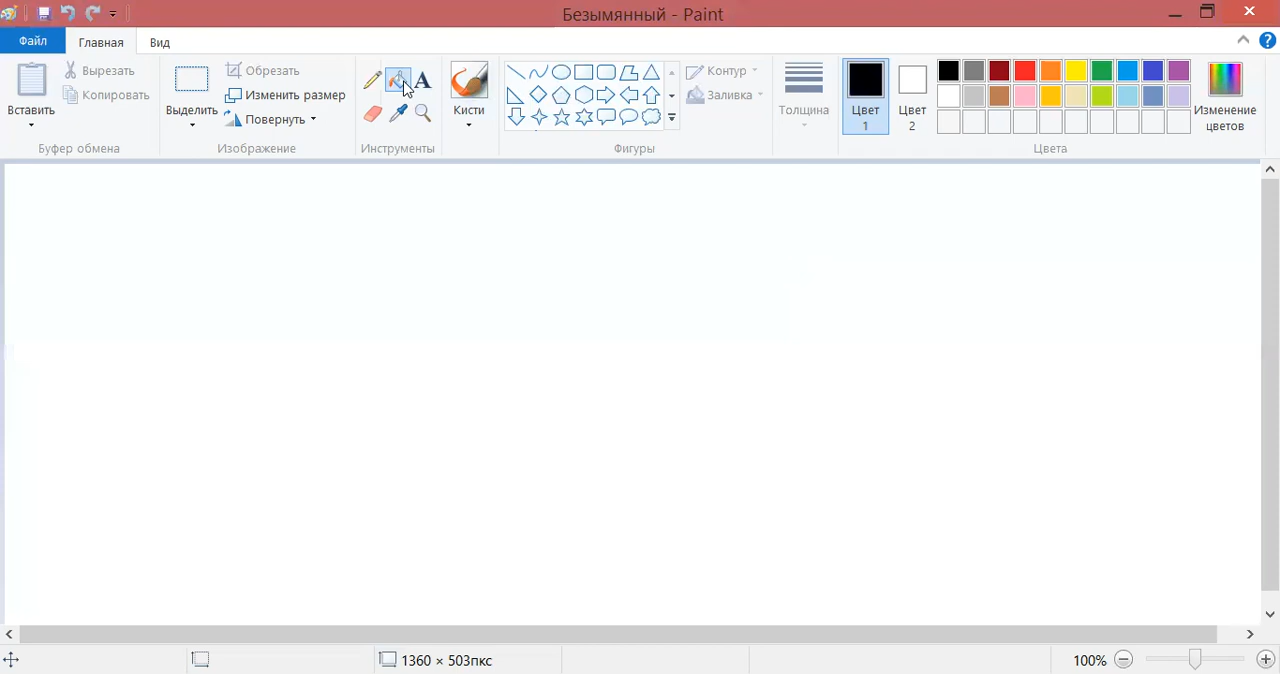 Безымянный - Paint
Файл
Главная
Вид
Вставить
Вырезать
Копировать
Буфер обмена
Выделить
Обрезать
Изменить размер
Повернуть
Изображение
A
Инструменты
Кисти
Фигуры
Контур
Заливка
Толщина
Цвет
1
Цвет
2
Изменение
цветов
Цвета
1360 × 503пкс
100%